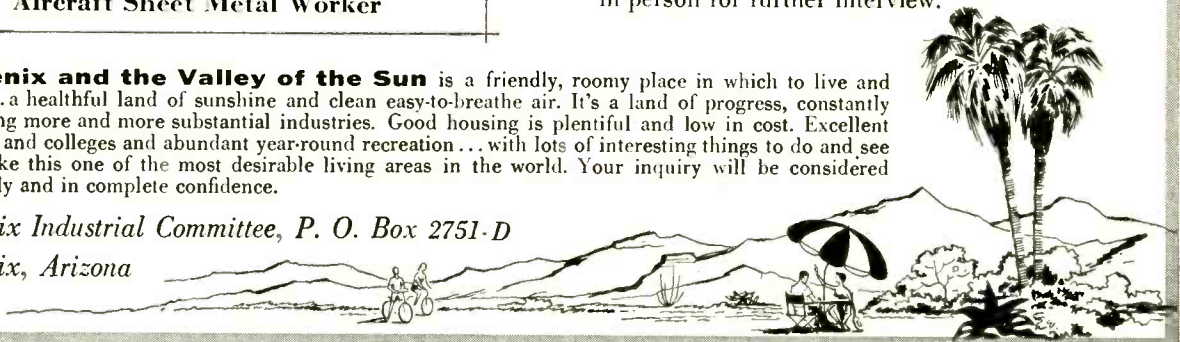 Aircraft Sheet Metal Worker
in person for further interview.
enix and the Valley of the Sun is a friendly, roomy place in which to live and
. a healthful land of sunshine and clean easy-to-breathe air. It's a land of progress, constantly
ng more and more substantial industries. Good housing is plentiful and low in cost. Excellent
and colleges and abundant year-round recreation ... with lots of interesting things to do and see
ke this one of the most desirable living areas in the world. Your inquiry will be considered
ly and in complete confidence.
ix Industrial Committee, P. O. Box 2751-D
ix, Arizona